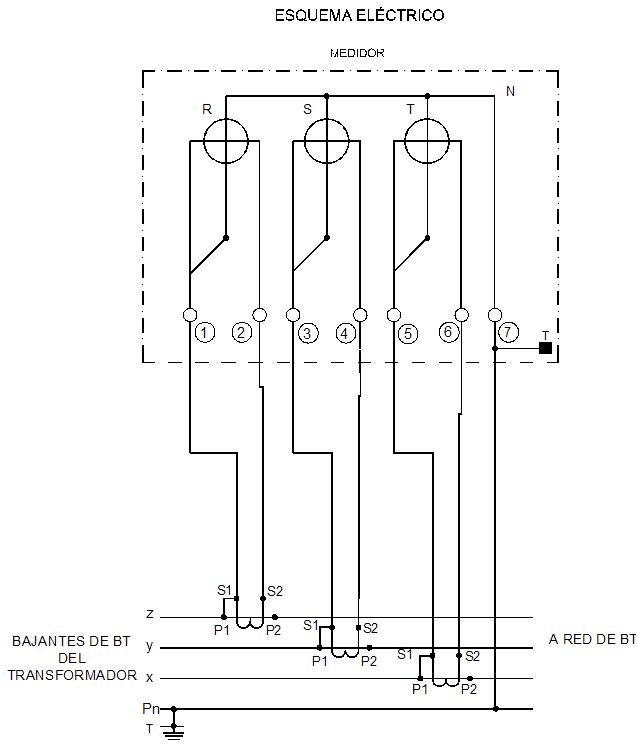 ESQUEMA ELÉCTRICO
MEDIDOR
N
R S T
1 2 3 4 5 6 7
T
S1 S2
z
P1 P2
S1 S2
BAJANTES DE BT
DEL
TRANSFORMADOR
y
A RED DE BT
P1 P2
S1 S2
x
P1 P2
Pn
T